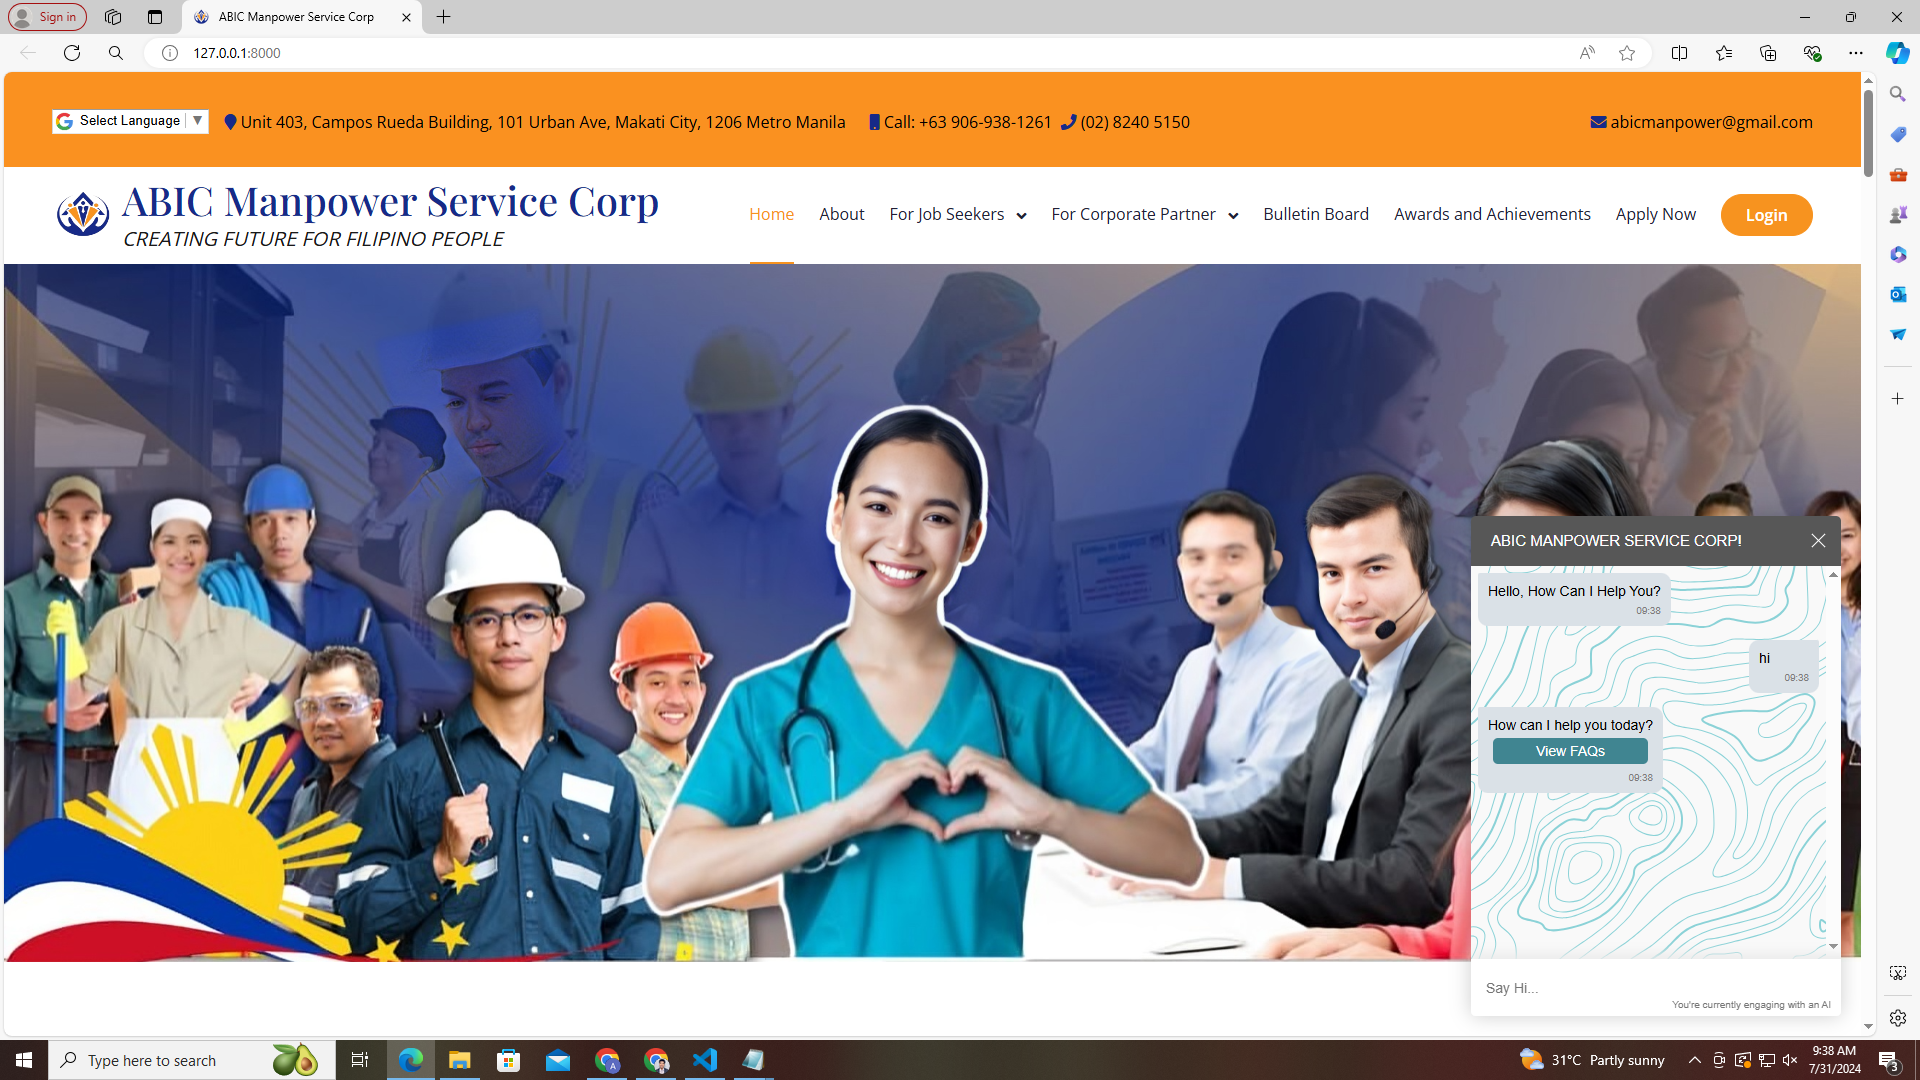 Sign in
ABIC Manpower Service Corp
127.0.0.1:8000
Select Language ▼
Unit 403, Campos Rueda Building, 101 Urban Ave, Makati City, 1206 Metro Manila
Call: +63 906-938-1261
(02) 8240 5150
abicmanpower@gmail.com
ABIC Manpower Service Corp
CREATING FUTURE FOR FILIPINO PEOPLE
Home
About
For Job Seekers
For Corporate Partner
Bulletin Board
Awards and Achievements
Apply Now
Login
ABIC MANPOWER SERVICE CORP!
Hello, How Can I Help You?
09:38
hi
09:38
How can I help you today?
View FAQs
09:38
Say Hi...
You're currently engaging with an AI
Type here to search
31°C Partly sunny
9:38 AM
7/31/2024
3